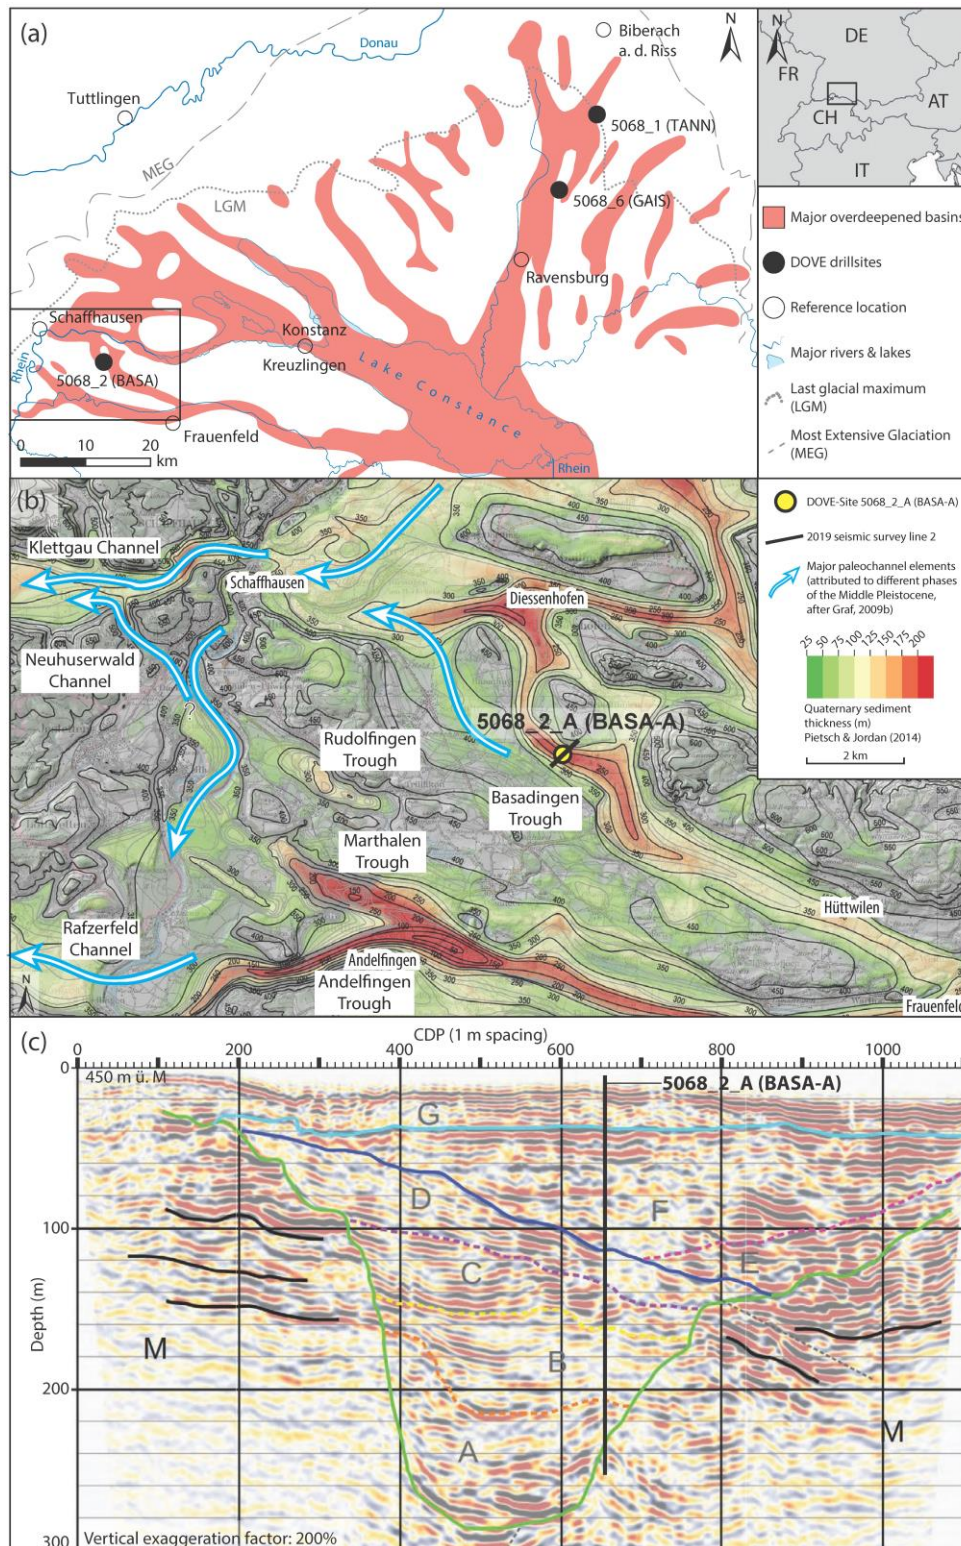 (a)
N
Biberach
a. d. Riss
Donau
Tuttlingen
5068_1 (TANN)
MEG
LGM
5068_6 (GAIS)
Ravensburg
Schaffhausen
Konstanz
Kreuzlingen
Rhein
5068_2 (BASA)
Lake Constance
Frauenfeld
0 10 20
km
Rhein
N
DE
FR
AT
CH
IT
Major overdeepened basins
DOVE drillsites
Reference location
Major rivers & lakes
Last glacial maximum
(LGM)
Most Extensive Glaciation
(MEG)
(b)
Klettgau Channel
Schaffhausen
Diessenhofen
Neuhuserwald
Channel
?
5068_2_A (BASA-A)
Rudolfingen
Trough
Basadingen
Trough
Marthalen
Trough
Hüttwilen
Rafzerfeld
Channel
Andelfingen
Andelfingen
Trough
Frauenfeld
N
DOVE-Site 5068_2_A (BASA-A)
2019 seismic survey line 2
Major paleochannel elements
(attributed to different phases
of the Middle Pleistocene,
after Graf, 2009b)
25 50 75 100 125 150 175 200
Quaternary sediment
thickness (m)
Pietsch & Jordan (2014)
2 km
(c)
CDP (1 m spacing)
0 200 400 600 800 1000
0
450 m ü. M
5068_2_A (BASA-A)
G
D
F
100
C
E
Depth (m)
M
B
200
M
A
300
Vertical exaggeration factor: 200%